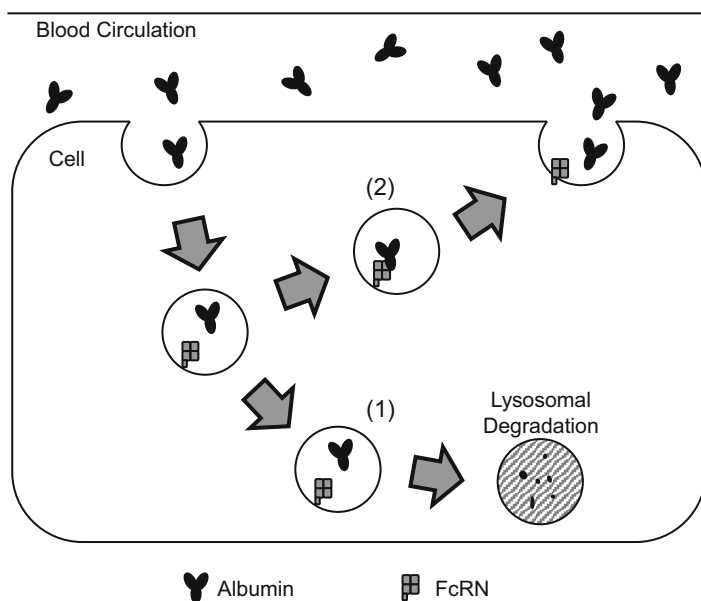 Blood Circulation
Cell
(2)
(1)
Lysosomal
Degradation
Albumin
FcRN